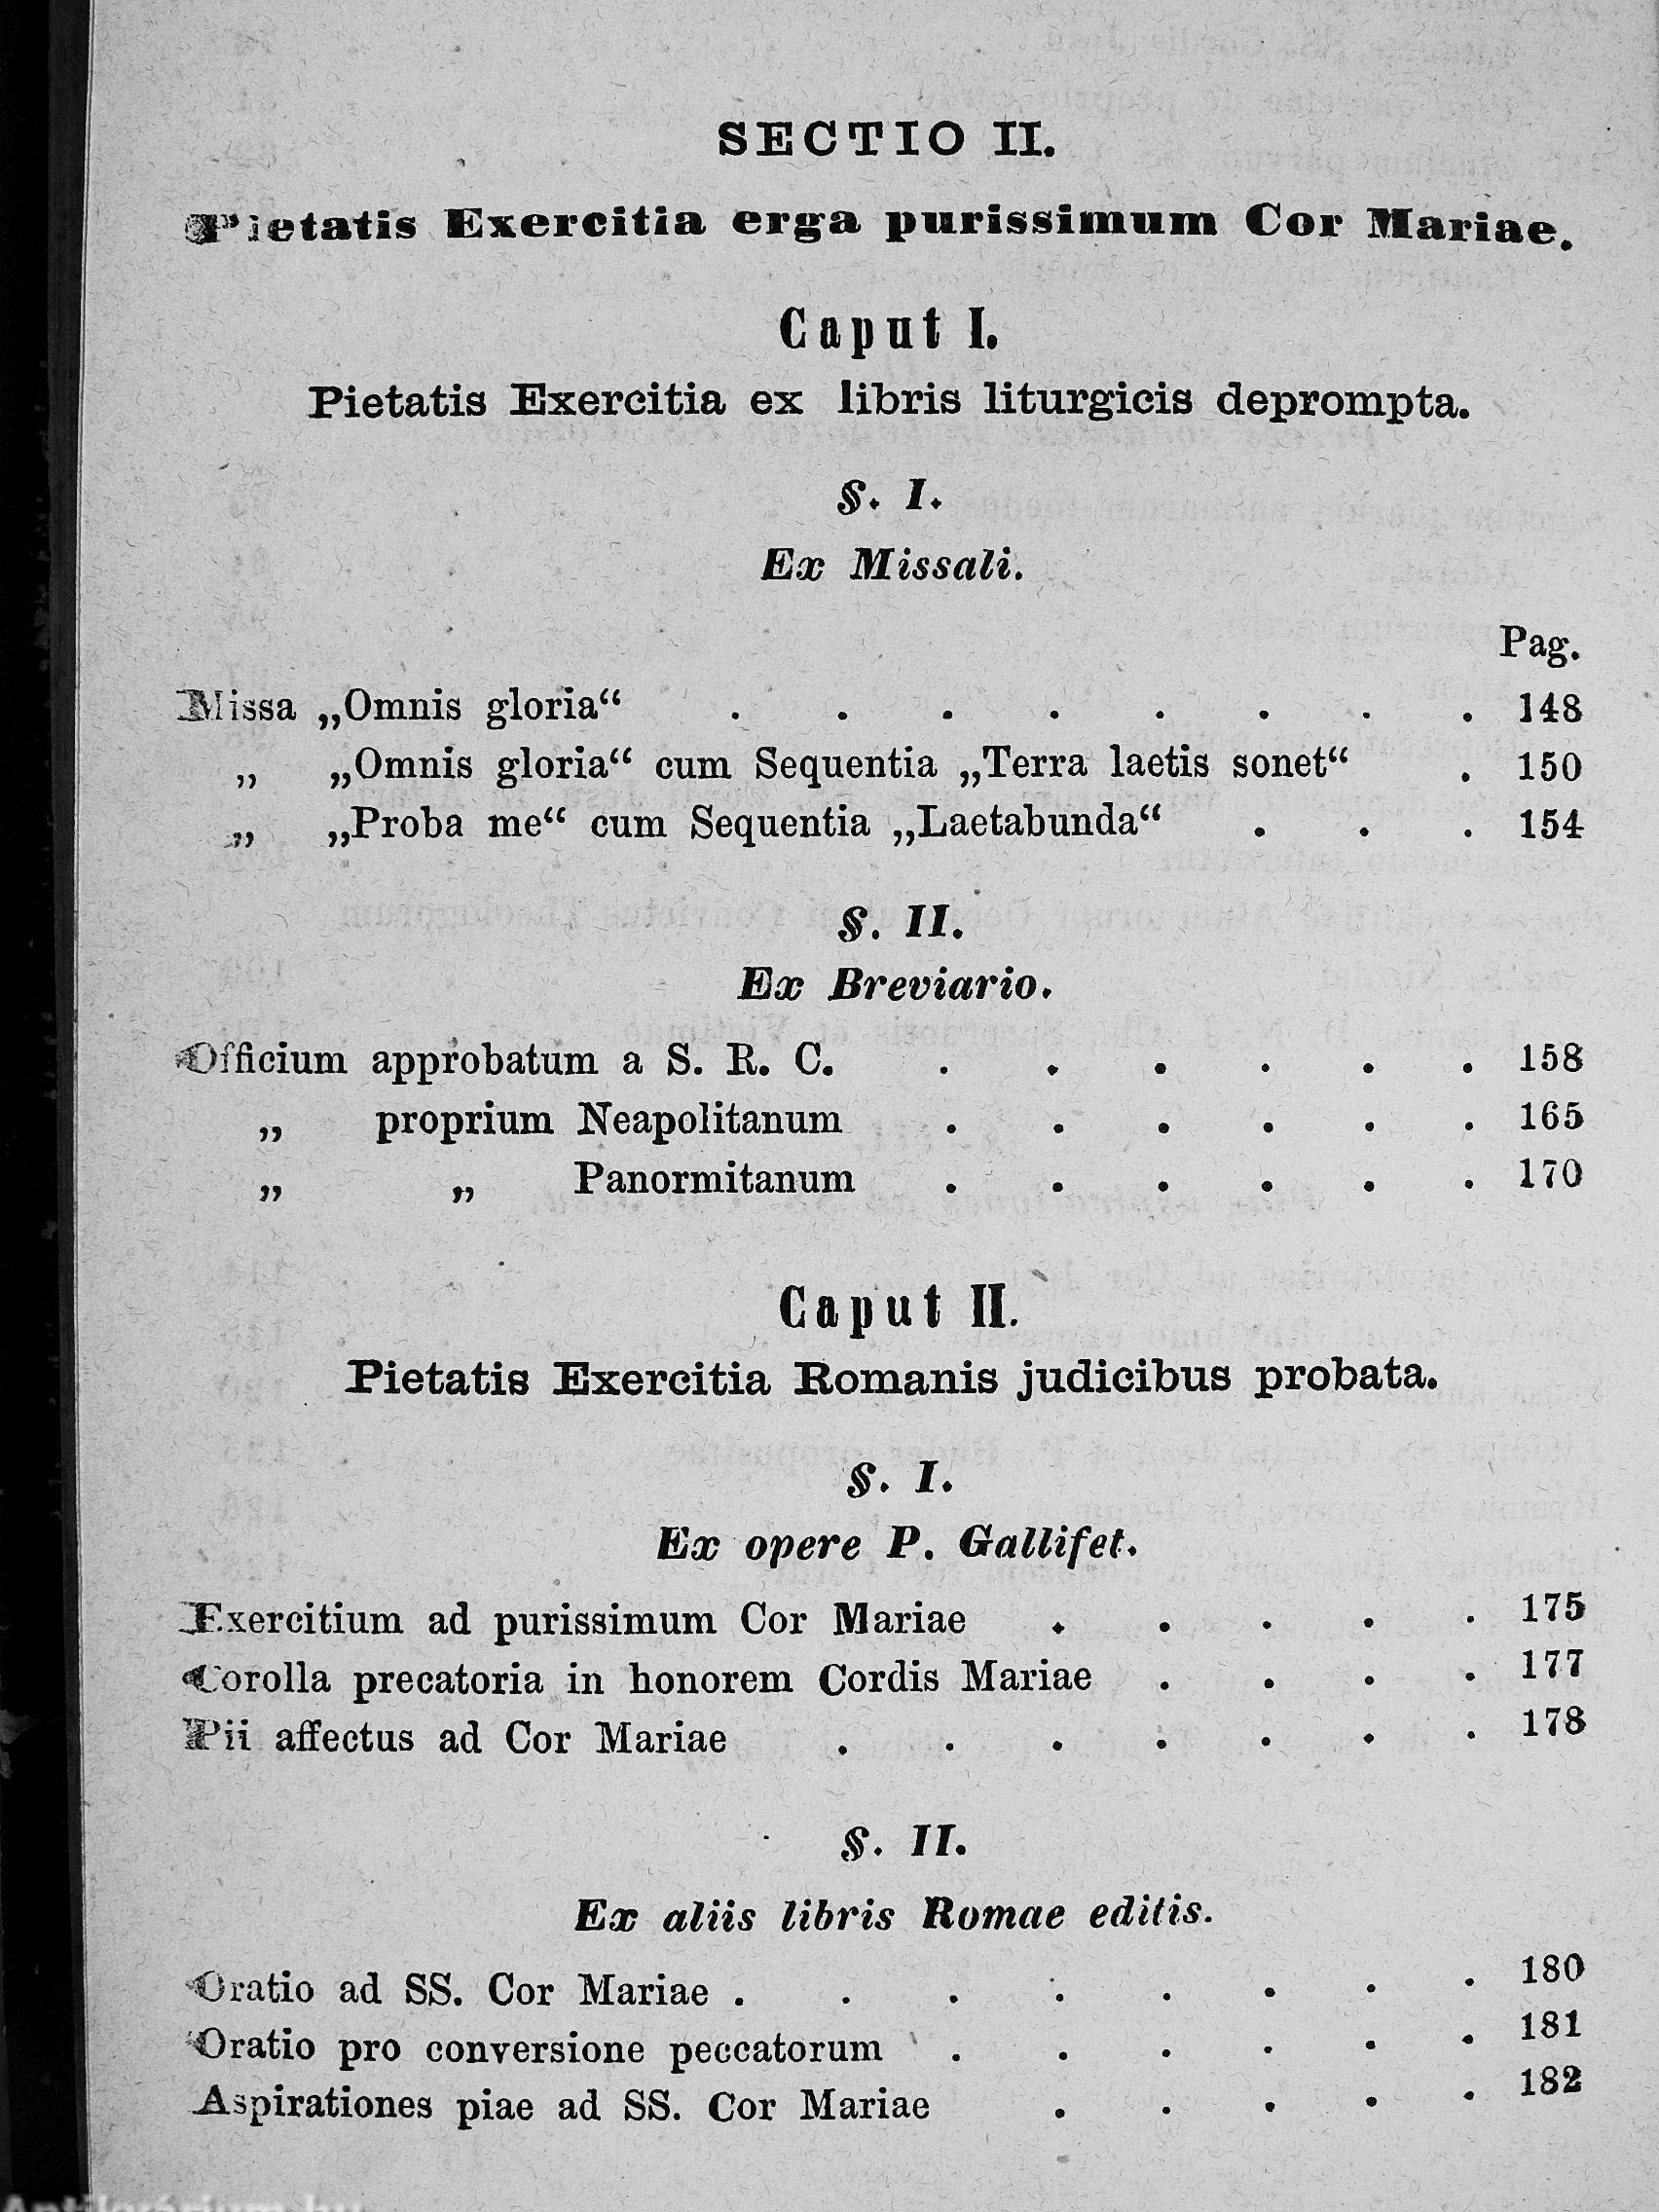 SECTIO II.
Pietatis Exercitia erga purissimum Cor Mariae.
Caput I.
Pietatis Exercitia ex libris liturgicis deprompta.
§. I.
Ex Missali.
Pag.
Missa „Omnis gloria“ . . . . . . . . 148
„ „Omnis gloria“ cum Sequentia „Terra laetis sonet“ . 150
„ „Proba me“ cum Sequentia „Laetabunda“ . . . 154
§. II.
Ex Breviario.
Officium approbatum a S. R. C. . . . . . . 158
„ proprium Neapolitanum . . . . . . 165
„ „ Panormitanum . . . . . . 170
Caput II.
Pietatis Exercitia Romanis judicibus probata.
§. I.
Ex opere P. Gallifet.
Exercitium ad purissimum Cor Mariae . . . . . 175
Corolla precatoria in honorem Cordis Mariae . . . . 177
Pii affectus ad Cor Mariae . . . . . . . 178
§. II.
Ex aliis libris Romae editis.
Oratio ad SS. Cor Mariae . . . . . . . . 180
Oratio pro conversione peccatorum . . . . . . 181
Aspirationes piae ad SS. Cor Mariae . . . . . 182